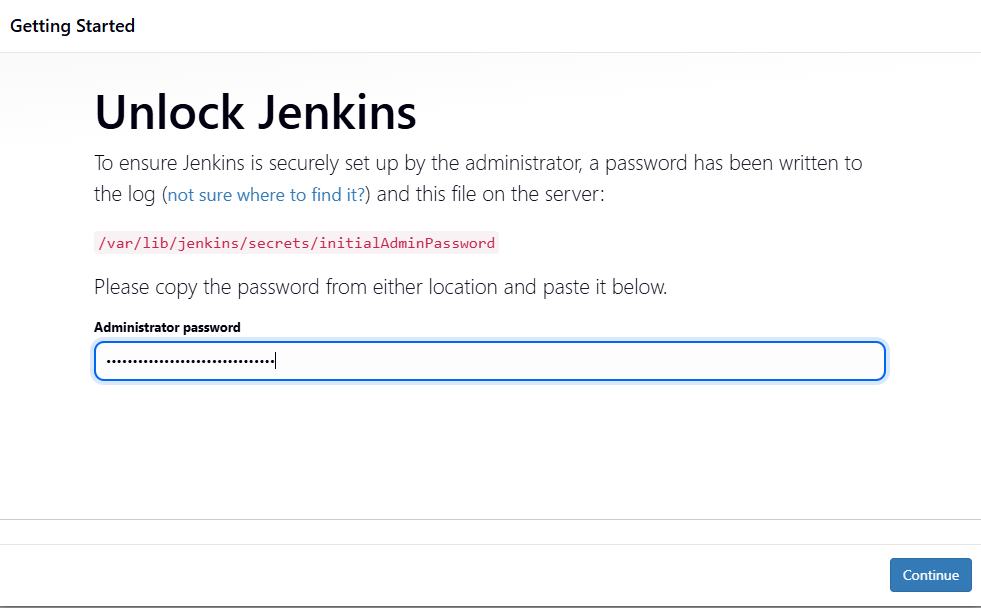 Getting Started
Unlock Jenkins
To ensure Jenkins is securely set up by the administrator, a password has been written to
the log (not sure where to find it?) and this file on the server:
/var/lib/jenkins/secrets/initialAdminPassword
Please copy the password from either location and paste it below.
Administrator password
••••••••••••••••••••••••••••••••
Continue